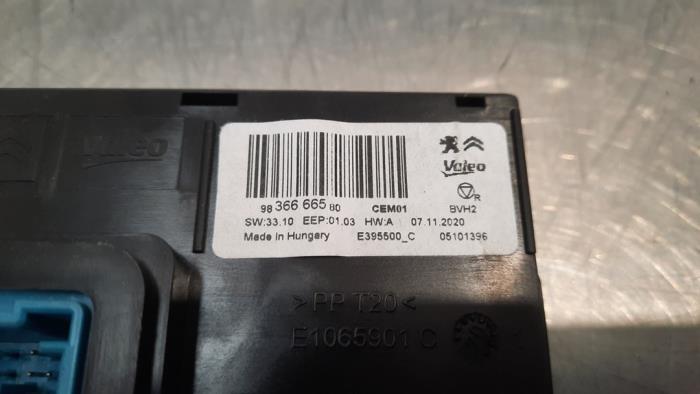 Valeo
Valeo
R
98 366 665 80 CEM01 BVH2
SW:33.10 EEP:01.03 HW:A 07.11.2020
Made in Hungary E395500_C 05101396
>PP T20<
E1065901 C